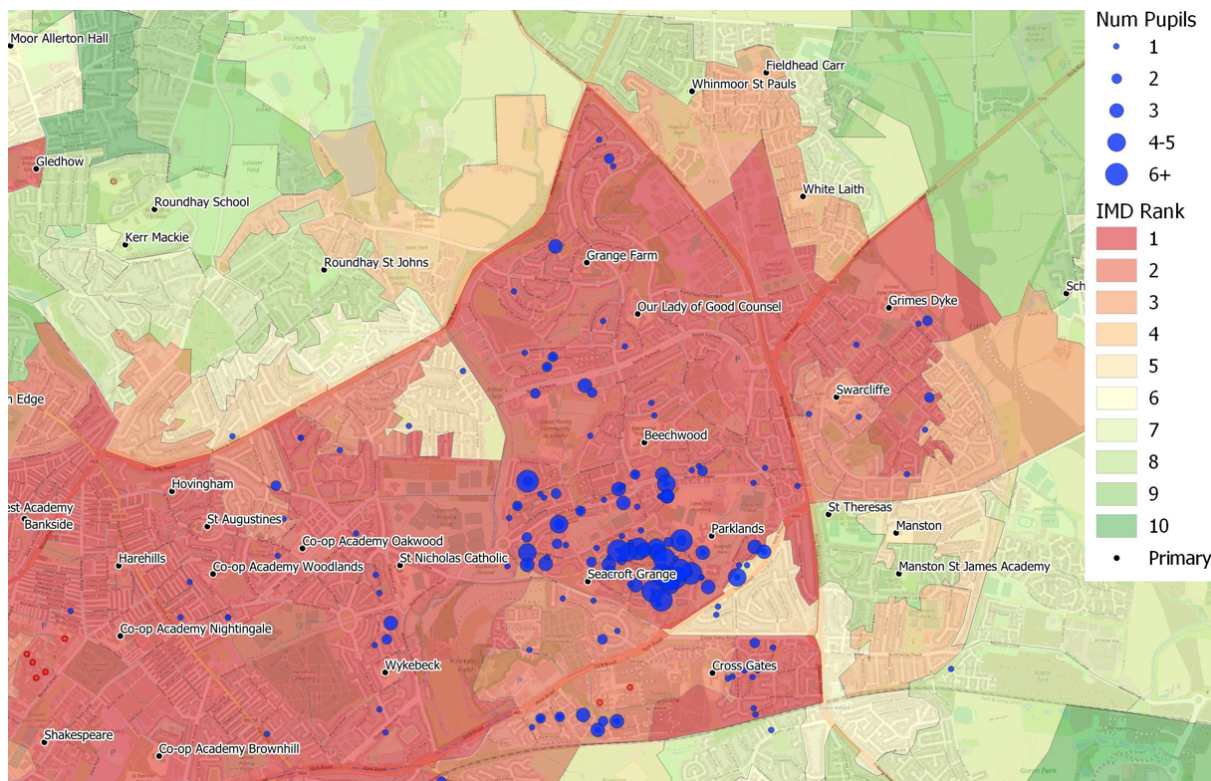 Moor Allerton Hall
Fieldhead Carr
Whinmoor St Pauls
Gledhow
White Laith
Roundhay School
Kerr Mackie
Roundhay St Johns
Grange Farm
Sch
Grimes Dyke
Our Lady of Good Counsel
Swarcliffe
n Edge
Beechwood
Hovingham
est Academy
Bankside
St Augustines
St Theresas
Manston
Parklands
Co-op Academy Oakwood
St Nicholas Catholic
Harehills
Co-op Academy Woodlands
Seacroft Grange
Manston St James Academy
Co-op Academy Nightingale
Wykebeck
Cross Gates
Shakespeare
Co-op Academy Brownhill
Num Pupils
1
2
3
4-5
6+
IMD Rank
1
2
3
4
5
6
7
8
9
10
Primary